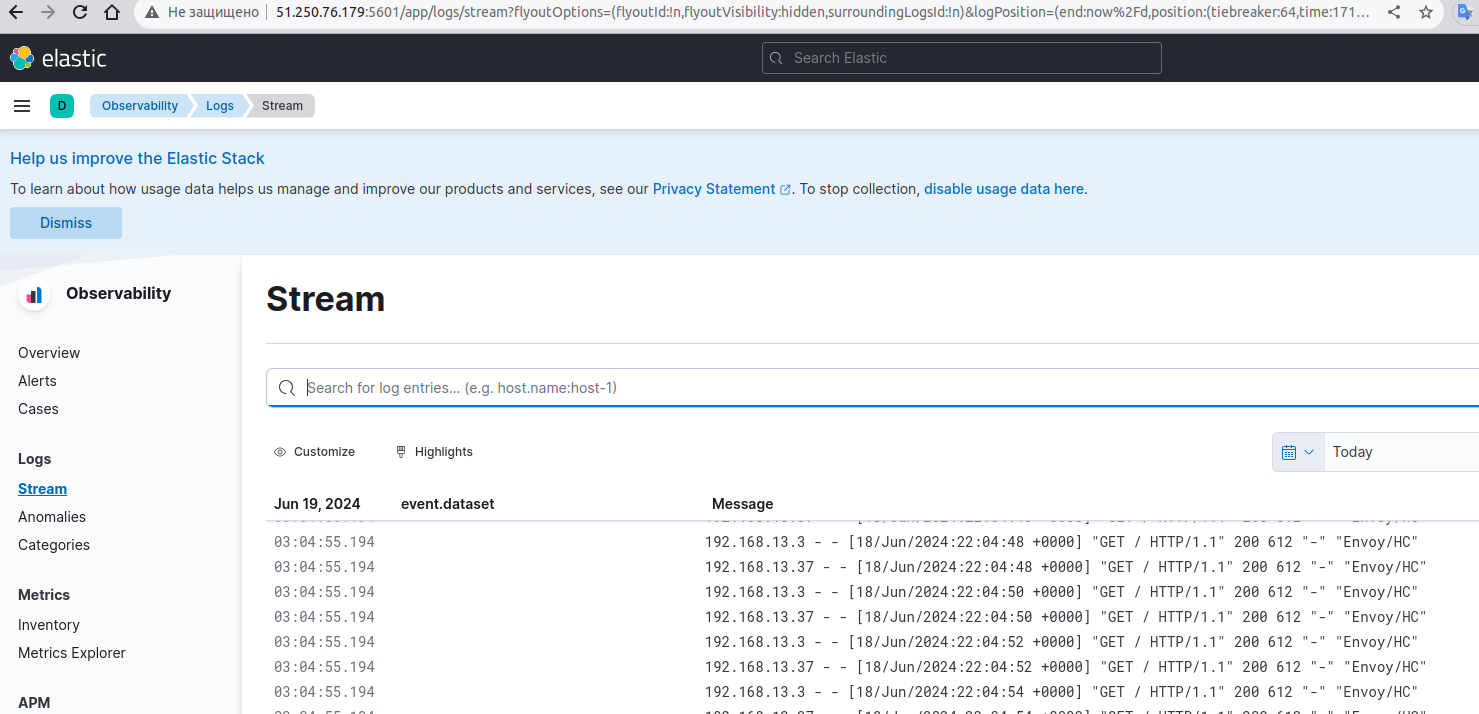 Не защищено 51.250.76.179:5601/app/logs/stream?flyoutOptions=(flyoutId:!n,flyoutVisibility:hidden,surroundingLogsId:!n)&logPosition=(end:now%2Fd,position:(tiebreaker:64,time:171...
elastic
Search Elastic
D Observability Logs Stream
Help us improve the Elastic Stack
To learn about how usage data helps us manage and improve our products and services, see our Privacy Statement. To stop collection, disable usage data here.
Dismiss
Observability
Overview
Alerts
Cases
Logs
Stream
Anomalies
Categories
Metrics
Inventory
Metrics Explorer
APM
Stream
Search for log entries... (e.g. host.name:host-1)
Customize Highlights Today
Jun 19, 2024 event.dataset Message
03:04:55.194 192.168.13.3 - - [18/Jun/2024:22:04:48 +0000] "GET / HTTP/1.1" 200 612 "-" "Envoy/HC"
03:04:55.194 192.168.13.37 - - [18/Jun/2024:22:04:48 +0000] "GET / HTTP/1.1" 200 612 "-" "Envoy/HC"
03:04:55.194 192.168.13.3 - - [18/Jun/2024:22:04:50 +0000] "GET / HTTP/1.1" 200 612 "-" "Envoy/HC"
03:04:55.194 192.168.13.37 - - [18/Jun/2024:22:04:50 +0000] "GET / HTTP/1.1" 200 612 "-" "Envoy/HC"
03:04:55.194 192.168.13.3 - - [18/Jun/2024:22:04:52 +0000] "GET / HTTP/1.1" 200 612 "-" "Envoy/HC"
03:04:55.194 192.168.13.37 - - [18/Jun/2024:22:04:52 +0000] "GET / HTTP/1.1" 200 612 "-" "Envoy/HC"
03:04:55.194 192.168.13.3 - - [18/Jun/2024:22:04:54 +0000] "GET / HTTP/1.1" 200 612 "-" "Envoy/HC"